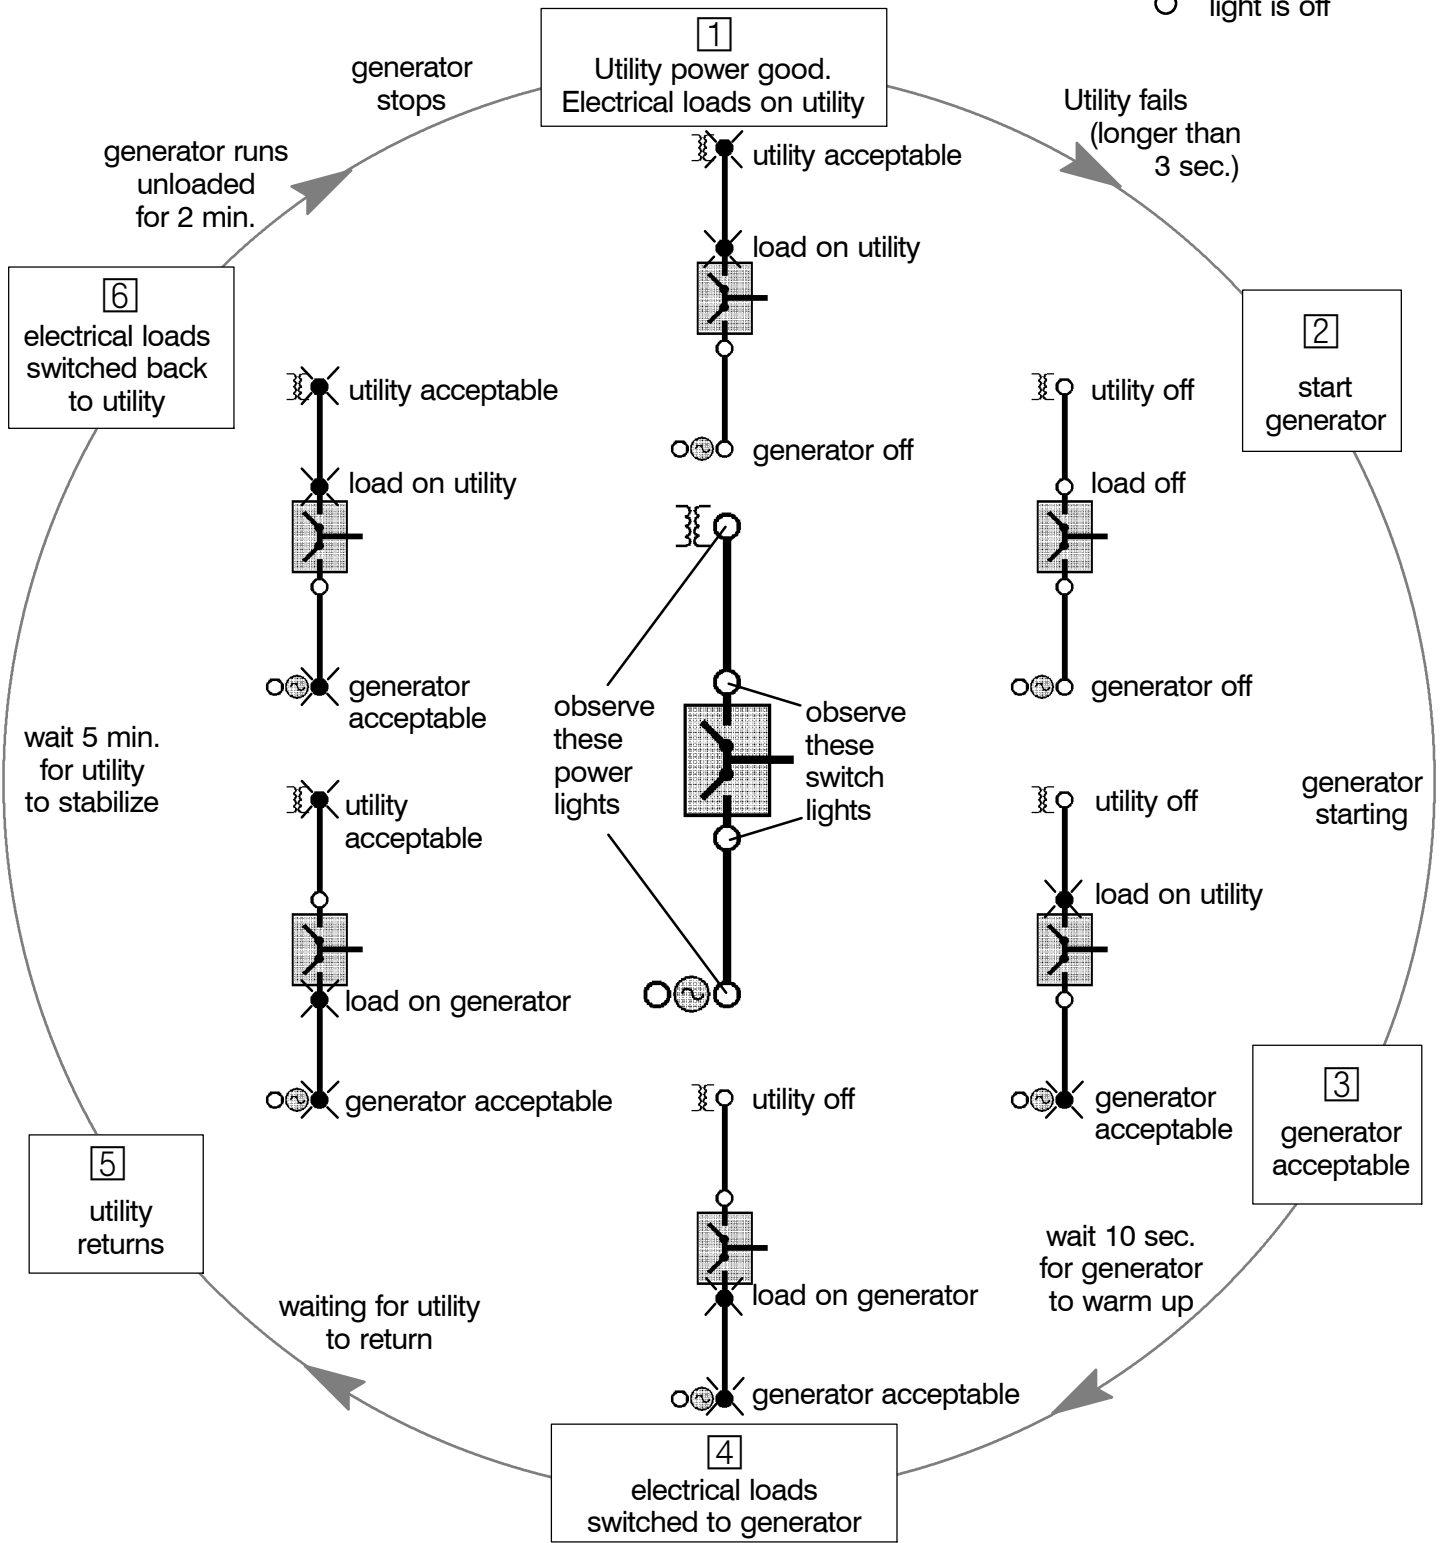 light is off
1
Utility power good.
Electrical loads on utility
generator
stops
Utility fails
(longer than
3 sec.)
generator runs
unloaded
for 2 min.
utility acceptable
load on utility
generator off
6
electrical loads
switched back
to utility
2
start
generator
utility acceptable
load on utility
generator
acceptable
utility off
load off
generator off
observe
these
power
lights
observe
these
switch
lights
wait 5 min.
for utility
to stabilize
generator
starting
utility
acceptable
load on generator
generator acceptable
utility off
load on utility
generator
acceptable
3
generator
acceptable
utility off
load on generator
generator acceptable
5
utility
returns
wait 10 sec.
for generator
to warm up
waiting for utility
to return
4
electrical loads
switched to generator